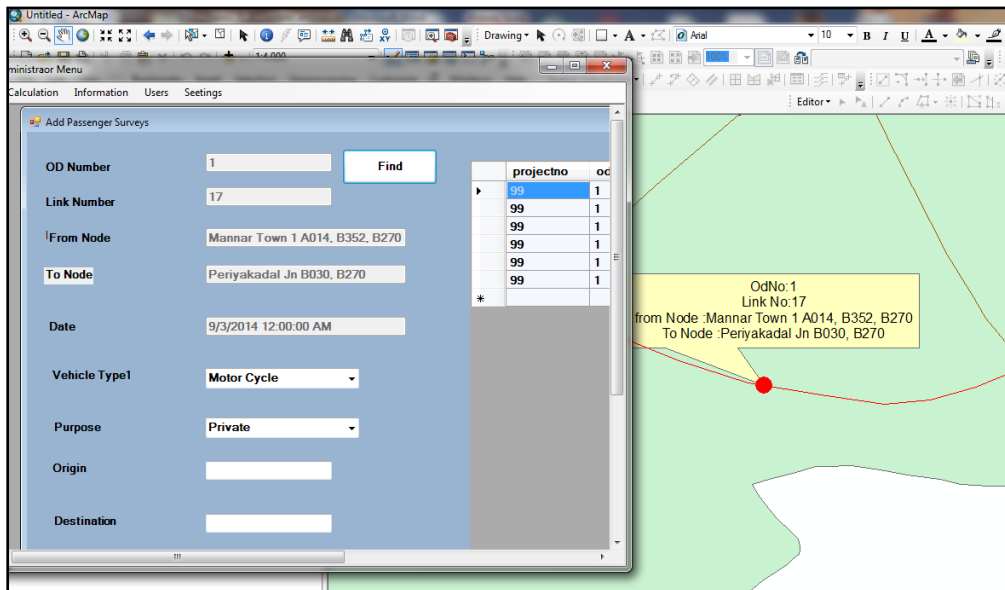 Untitled - ArcMap
Drawing
Arial
10
B I U A
1:4,000
100%
Editor
ministraor Menu
Calculation Information Users Seetings
Add Passenger Surveys
OD Number 1 Find
Link Number 17
From Node Mannar Town 1 A014, B352, B270
To Node Periyakadal Jn B030, B270
Date 9/3/2014 12:00:00 AM
Vehicle Type1 Motor Cycle
Purpose Private
Origin
Destination
projectno od
99 1
99 1
99 1
99 1
99 1
99 1
OdNo:1
Link No:17
from Node :Mannar Town 1 A014, B352, B270
To Node :Periyakadal Jn B030, B270